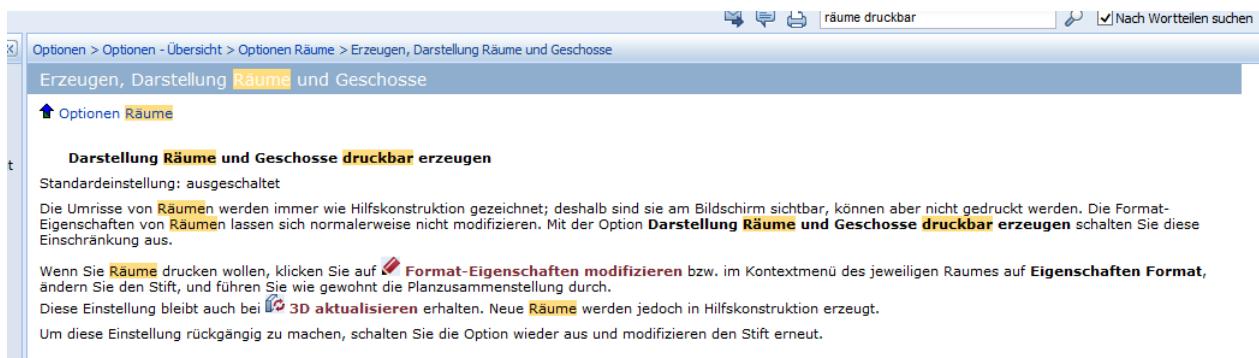 räume druckbar
Nach Wortteilen suchen
Optionen > Optionen - Übersicht > Optionen Räume > Erzeugen, Darstellung Räume und Geschosse
Erzeugen, Darstellung Räume und Geschosse
Optionen Räume
Darstellung Räume und Geschosse druckbar erzeugen
t
Standardeinstellung: ausgeschaltet
Die Umrisse von Räumen werden immer wie Hilfskonstruktion gezeichnet; deshalb sind sie am Bildschirm sichtbar, können aber nicht gedruckt werden. Die Format-
Eigenschaften von Räumen lassen sich normalerweise nicht modifizieren. Mit der Option Darstellung Räume und Geschosse druckbar erzeugen schalten Sie diese
Einschränkung aus.
Wenn Sie Räume drucken wollen, klicken Sie auf Format-Eigenschaften modifizieren bzw. im Kontextmenü des jeweiligen Raumes auf Eigenschaften Format,
ändern Sie den Stift, und führen Sie wie gewohnt die Planzusammenstellung durch.
Diese Einstellung bleibt auch bei 3D aktualisieren erhalten. Neue Räume werden jedoch in Hilfskonstruktion erzeugt.
Um diese Einstellung rückgängig zu machen, schalten Sie die Option wieder aus und modifizieren den Stift erneut.